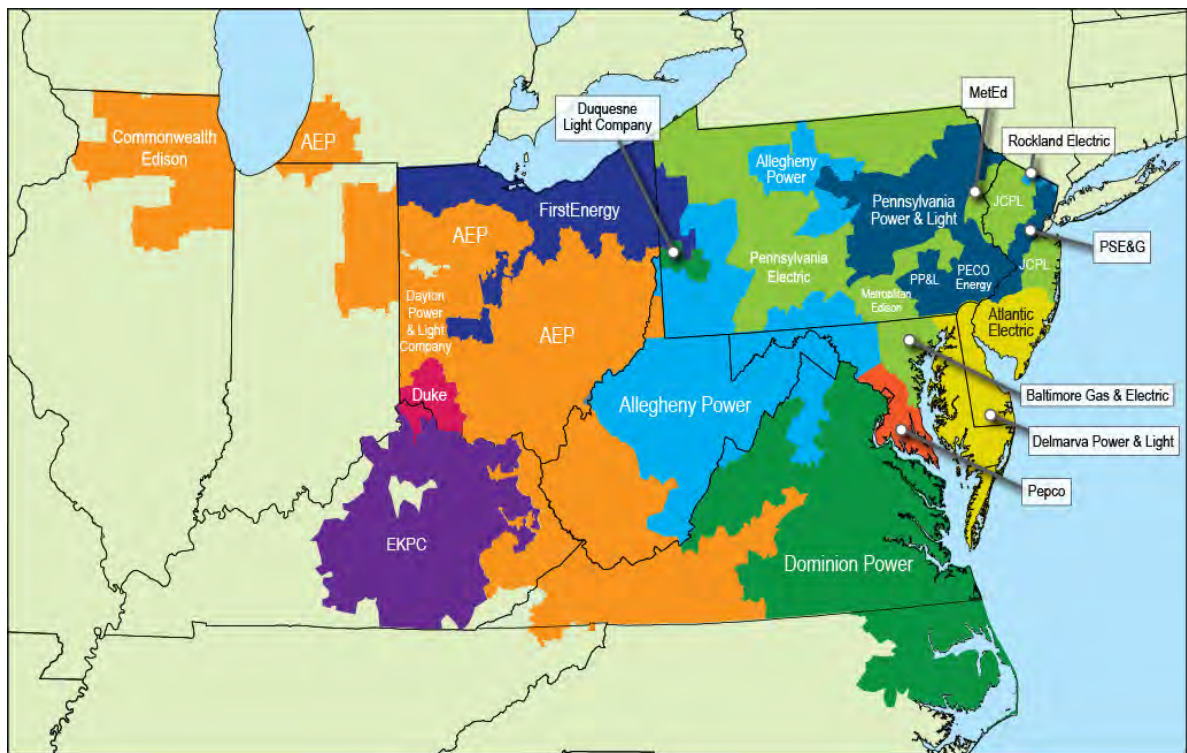 MetEd
Duquesne
Light Company
Rockland Electric
Commonwealth
Edison
AEP
Allegheny
Power
FirstEnergy
Pennsylvania
Power & Light
JCPL
AEP
PSE&G
Pennsylvania
Electric
PP&L
PECO
Energy
JCPL
Metropolitan
Edison
Dayton
Power
& Light
Company
AEP
Atlantic
Electric
Duke
Allegheny Power
Baltimore Gas & Electric
Delmarva Power & Light
Pepco
EKPC
Dominion Power